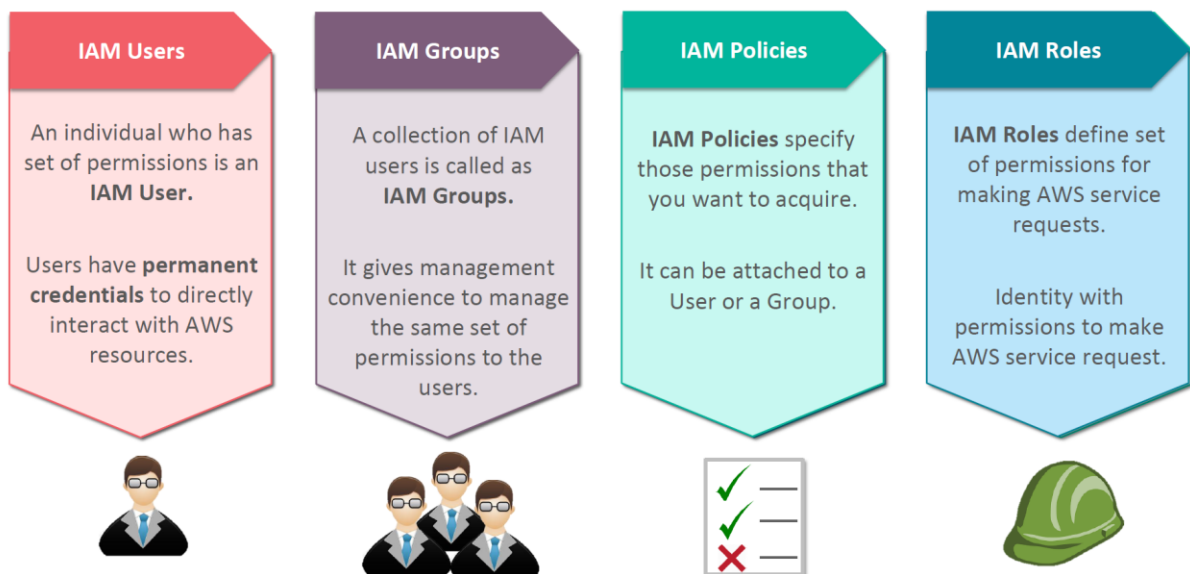 IAM Users
An individual who has
set of permissions is an
IAM User.
Users have permanent
credentials to directly
interact with AWS
resources.
IAM Groups
A collection of IAM
users is called as
IAM Groups.
It gives management
convenience to manage
the same set of
permissions to the
users.
IAM Policies
IAM Policies specify
those permissions that
you want to acquire.
It can be attached to a
User or a Group.
IAM Roles
IAM Roles define set
of permissions for
making AWS service
requests.
Identity with
permissions to make
AWS service request.